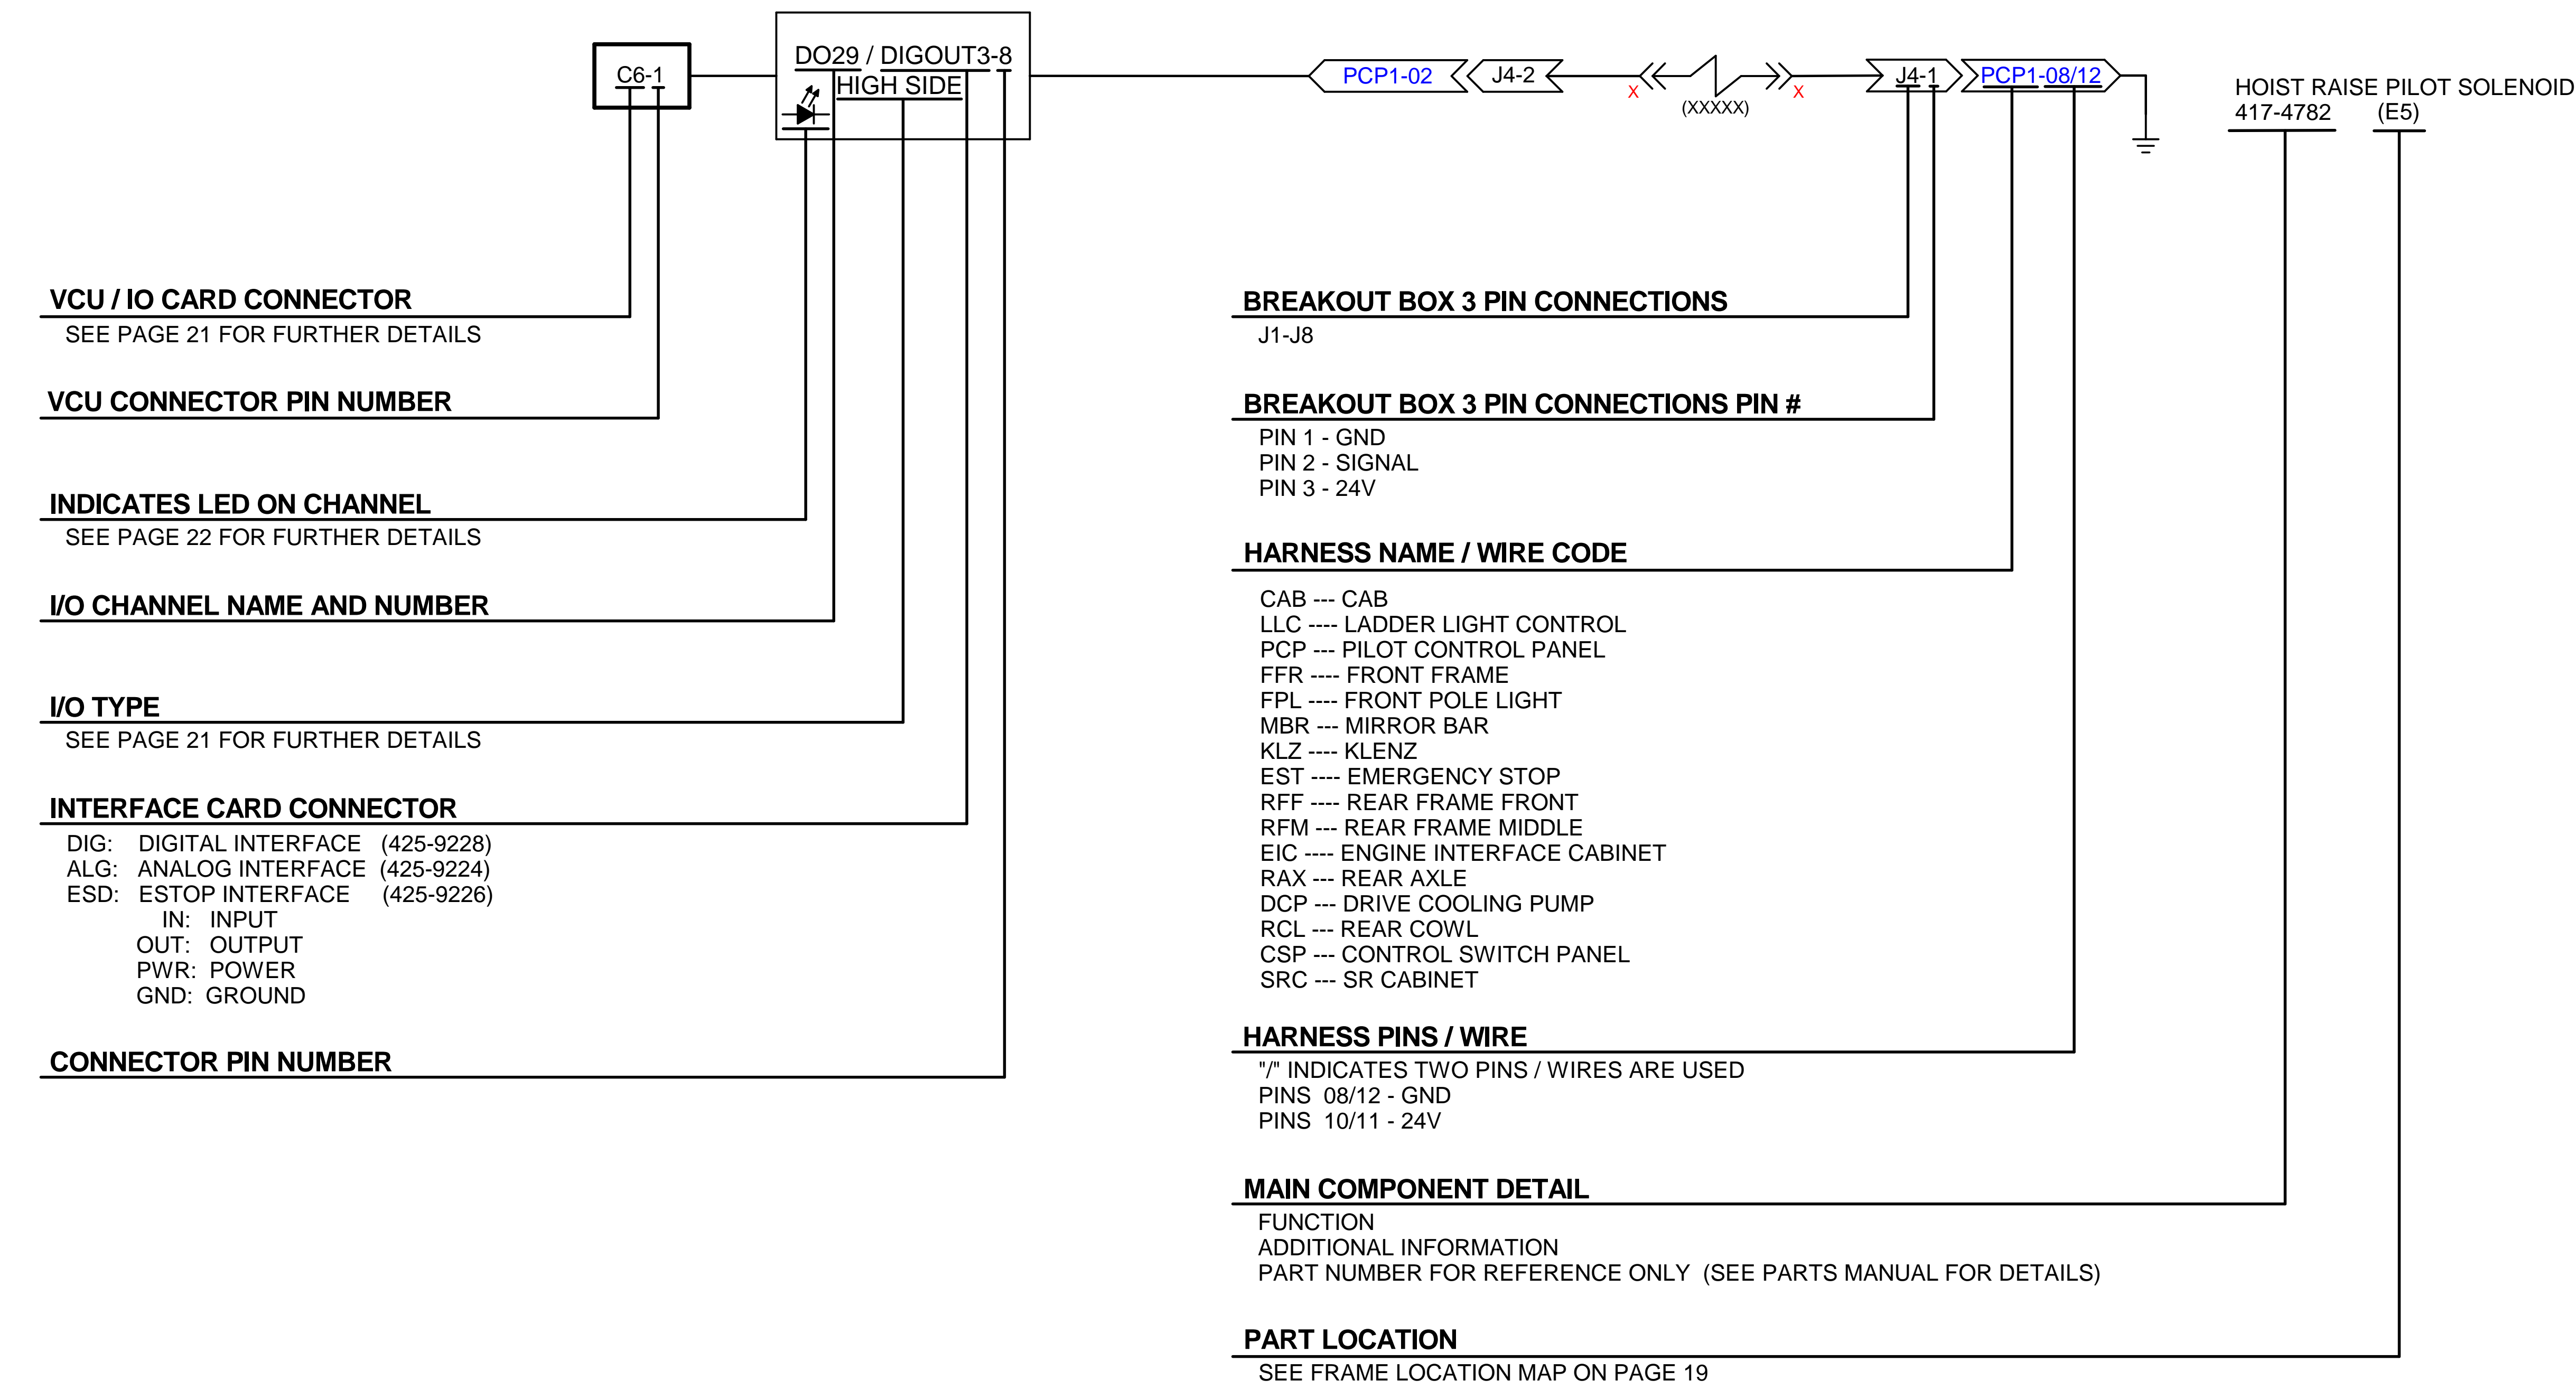 C6-1
DO29 / DIGOUT3-8
HIGH SIDE
PCP1-02
J4-2
X
(XXXXX)
X
J4-1
PCP1-08/12
HOIST RAISE PILOT SOLENOID
417-4782 (E5)
VCU / IO CARD CONNECTOR
SEE PAGE 21 FOR FURTHER DETAILS
VCU CONNECTOR PIN NUMBER
INDICATES LED ON CHANNEL
SEE PAGE 22 FOR FURTHER DETAILS
I/O CHANNEL NAME AND NUMBER
I/O TYPE
SEE PAGE 21 FOR FURTHER DETAILS
INTERFACE CARD CONNECTOR
DIG: DIGITAL INTERFACE (425-9228)
ALG: ANALOG INTERFACE (425-9224)
ESD: ESTOP INTERFACE (425-9226)
IN: INPUT
OUT: OUTPUT
PWR: POWER
GND: GROUND
CONNECTOR PIN NUMBER
BREAKOUT BOX 3 PIN CONNECTIONS
J1-J8
BREAKOUT BOX 3 PIN CONNECTIONS PIN #
PIN 1 - GND
PIN 2 - SIGNAL
PIN 3 - 24V
HARNESS NAME / WIRE CODE
CAB --- CAB
LLC ---- LADDER LIGHT CONTROL
PCP --- PILOT CONTROL PANEL
FFR ---- FRONT FRAME
FPL ---- FRONT POLE LIGHT
MBR --- MIRROR BAR
KLZ ---- KLENZ
EST ---- EMERGENCY STOP
RFF ---- REAR FRAME FRONT
RFM --- REAR FRAME MIDDLE
EIC ---- ENGINE INTERFACE CABINET
RAX --- REAR AXLE
DCP --- DRIVE COOLING PUMP
RCL --- REAR COWL
CSP --- CONTROL SWITCH PANEL
SRC --- SR CABINET
HARNESS PINS / WIRE
"/" INDICATES TWO PINS / WIRES ARE USED
PINS 08/12 - GND
PINS 10/11 - 24V
MAIN COMPONENT DETAIL
FUNCTION
ADDITIONAL INFORMATION
PART NUMBER FOR REFERENCE ONLY (SEE PARTS MANUAL FOR DETAILS)
PART LOCATION
SEE FRAME LOCATION MAP ON PAGE 19